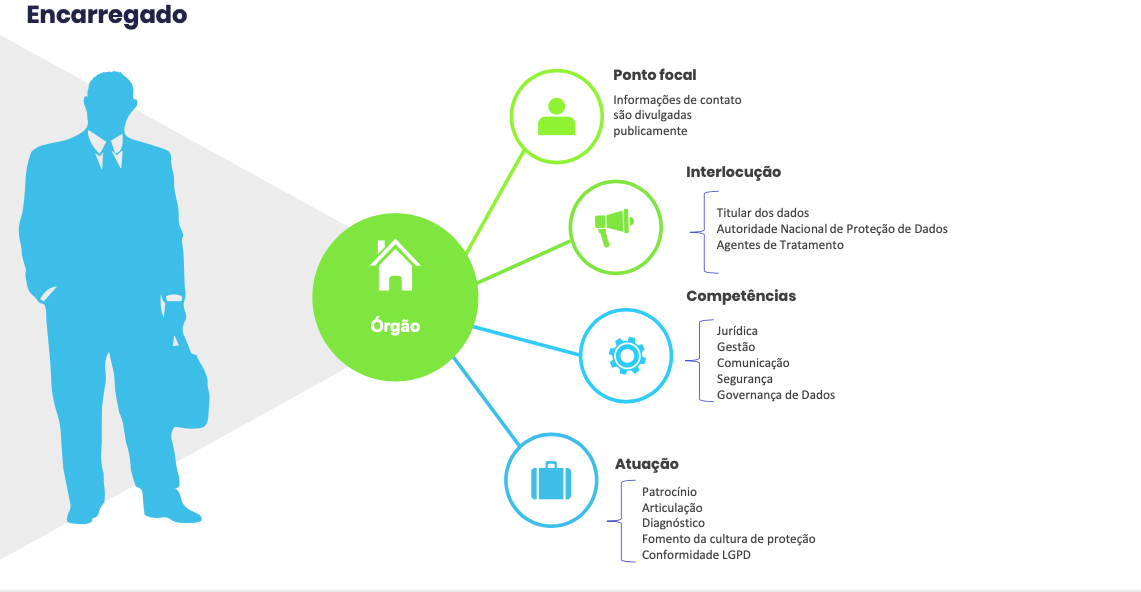 Encarregado
Ponto focal
Informações de contato
são divulgadas
publicamente
Interlocução
Titular dos dados
Autoridade Nacional de Proteção de Dados
Agentes de Tratamento
Órgão
Competências
Jurídica
Gestão
Comunicação
Segurança
Governança de Dados
Atuação
Patrocínio
Articulação
Diagnóstico
Fomento da cultura de proteção
Conformidade LGPD